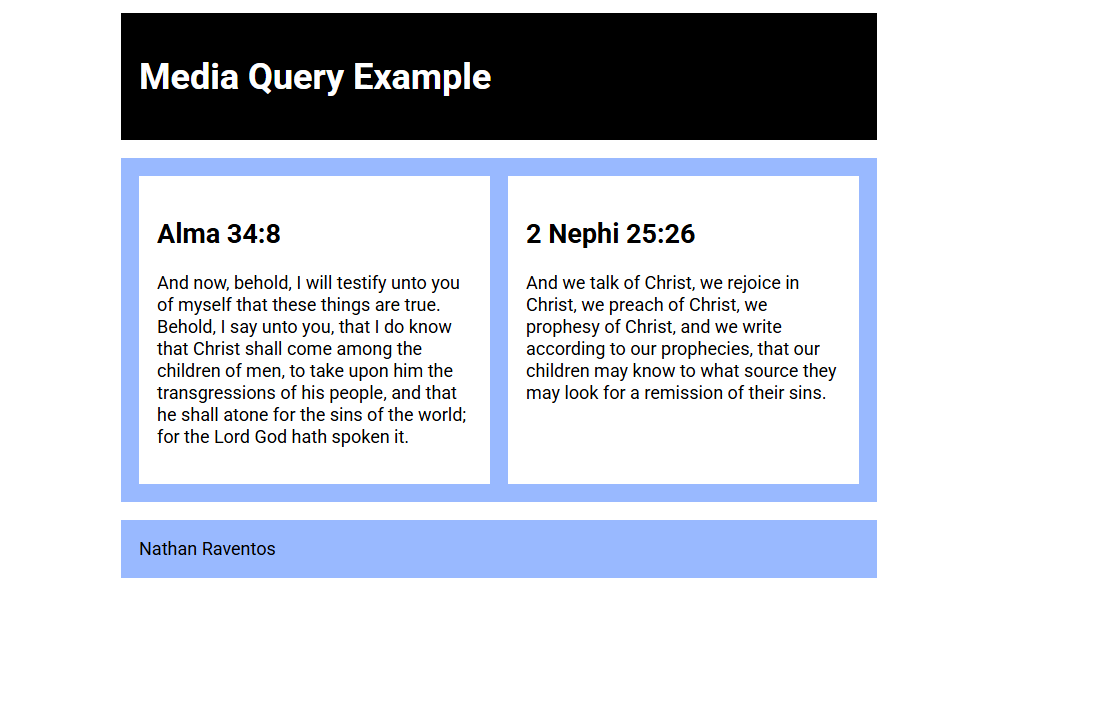 Media Query Example
Alma 34:8
And now, behold, I will testify unto you
of myself that these things are true.
Behold, I say unto you, that I do know
that Christ shall come among the
children of men, to take upon him the
transgressions of his people, and that
he shall atone for the sins of the world;
for the Lord God hath spoken it.
2 Nephi 25:26
And we talk of Christ, we rejoice in
Christ, we preach of Christ, we
prophesy of Christ, and we write
according to our prophecies, that our
children may know to what source they
may look for a remission of their sins.
Nathan Raventos